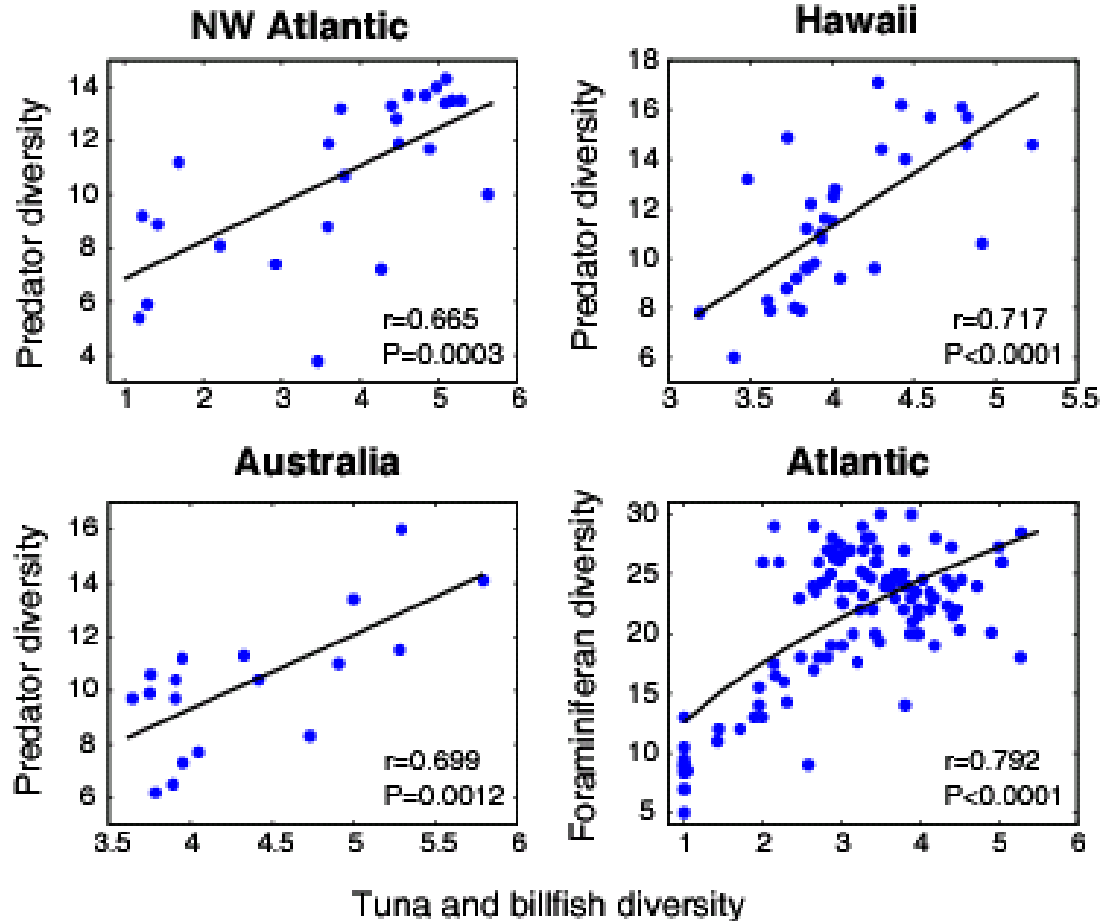 NW Atlantic
Predator diversity
14
12
10
8
6
4
r=0.665
P=0.0003
1 2 3 4 5 6
Hawaii
Predator diversity
18
16
14
12
10
8
6
r=0.717
P<0.0001
3 3.5 4 4.5 5 5.5
Australia
Predator diversity
16
14
12
10
8
6
r=0.699
P=0.0012
3.5 4 4.5 5 5.5 6
Atlantic
Foraminiferan diversity
30
25
20
15
10
5
r=0.792
P<0.0001
1 2 3 4 5 6
Tuna and billfish diversity